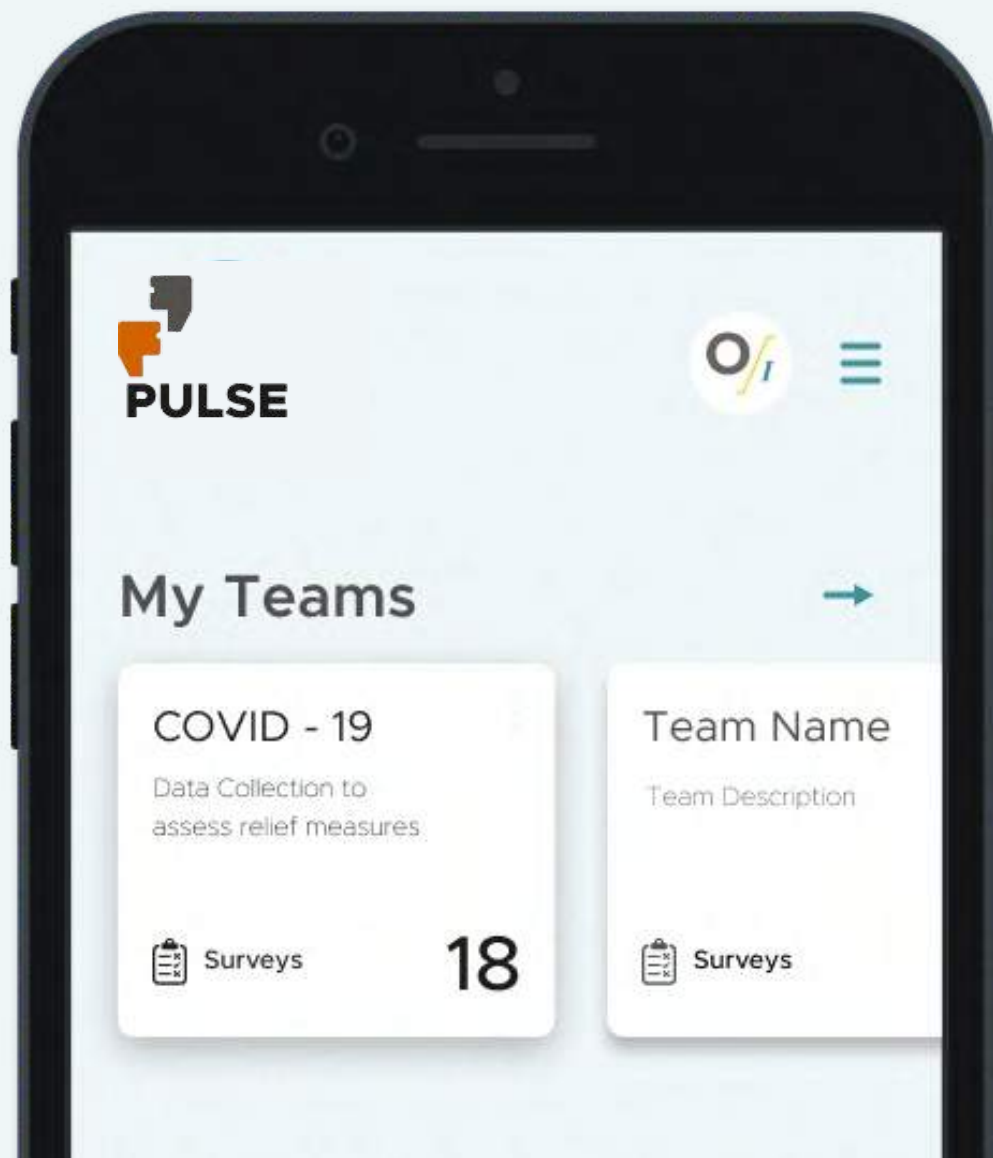 PULSE
O/I
My Teams
COVID - 19
Data Collection to
assess relief measures
Surveys
18
Team Name
Team Description
Surveys